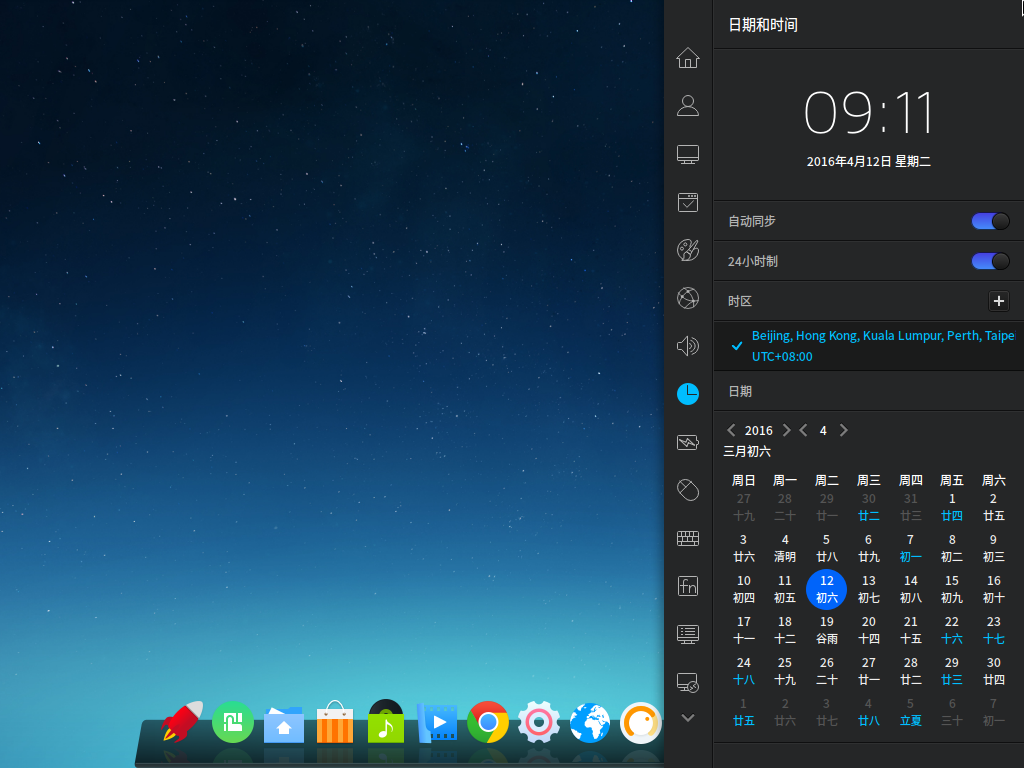 日期和时间
09:11
2016年4月12日 星期二
自动同步
24小时制
时区
Beijing, Hong Kong, Kuala Lumpur, Perth, Taipei
UTC+08:00
日期
2016 4
三月初六
周日 周一 周二 周三 周四 周五 周六
27 28 29 30 31 1 2
十九 二十 廿一 廿二 廿三 廿四 廿五
3 4 5 6 7 8 9
廿六 清明 廿八 廿九 初一 初二 初三
10 11 12 13 14 15 16
初四 初五 初六 初七 初八 初九 初十
17 18 19 20 21 22 23
十一 十二 谷雨 十四 十五 十六 十七
24 25 26 27 28 29 30
十八 十九 二十 廿一 廿二 廿三 廿四
1 2 3 4 5 6 7
廿五 廿六 廿七 廿八 立夏 三十 初一
fn